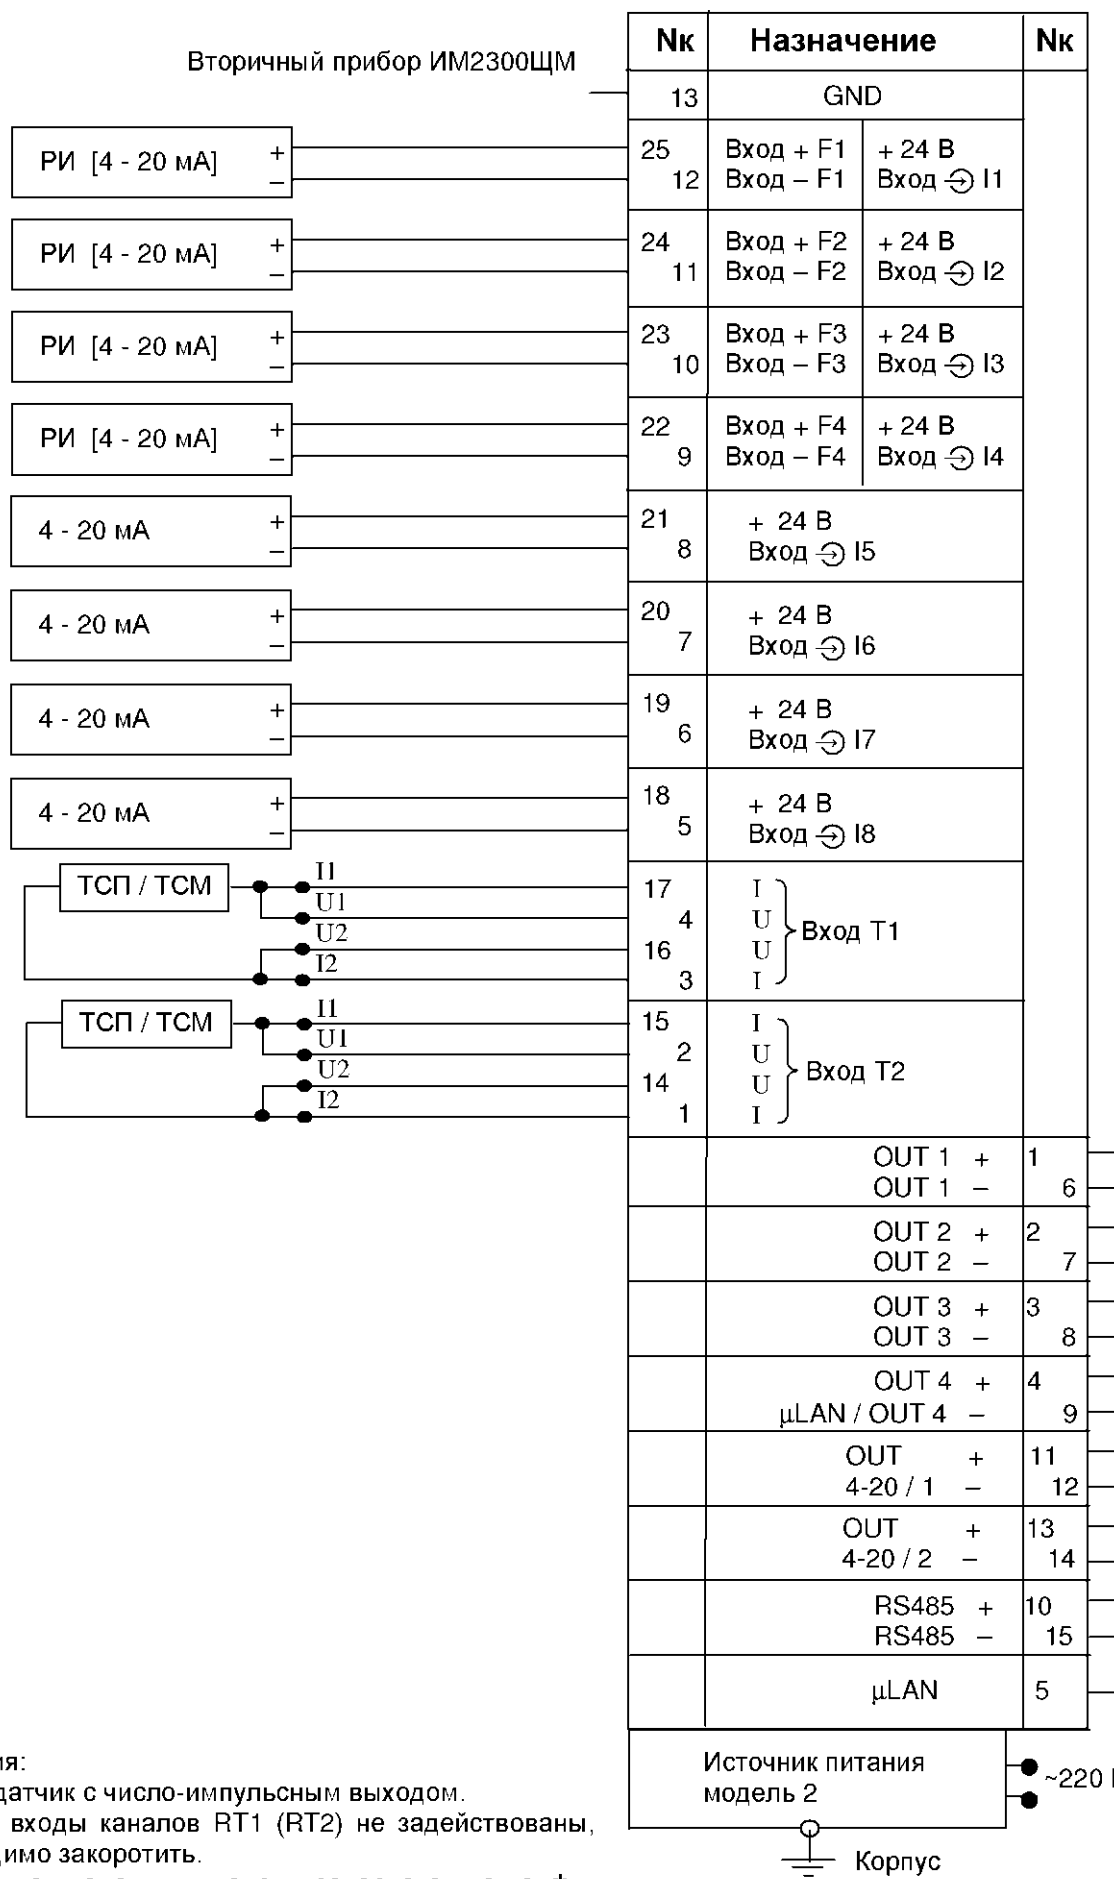 Вторичный прибор ИМ2300ЩМ
Nк Назначение Nк
13 GND
РИ [4 - 20 мА] + –
25 Вход + F1 + 24 В
12 Вход – F1 Вход I1
РИ [4 - 20 мА] + –
24 Вход + F2 + 24 В
11 Вход – F2 Вход I2
РИ [4 - 20 мА] + –
23 Вход + F3 + 24 В
10 Вход – F3 Вход I3
РИ [4 - 20 мА] + –
22 Вход + F4 + 24 В
9 Вход – F4 Вход I4
4 - 20 мА + –
21 + 24 В
8 Вход I5
4 - 20 мА + –
20 + 24 В
7 Вход I6
4 - 20 мА + –
19 + 24 В
6 Вход I7
4 - 20 мА + –
18 + 24 В
5 Вход I8
ТСП / ТСМ I1 17 I
U1 4 U
Вход Т1
U2 16 U
I2 3 I
ТСП / ТСМ I1 15 I
U1 2 U
Вход Т2
U2 14 U
I2 1 I
OUT 1 + 1
OUT 1 – 6
OUT 2 + 2
OUT 2 – 7
OUT 3 + 3
OUT 3 – 8
OUT 4 + 4
µLAN / OUT 4 – 9
OUT + 11
4-20 / 1 – 12
OUT + 13
4-20 / 2 – 14
RS485 + 10
RS485 – 15
µLAN 5
Источник питания
модель 2
~220
Корпус
ия:
датчик с число-импульсным выходом.
входы каналов RT1 (RT2) не задействованы,
димо закоротить.